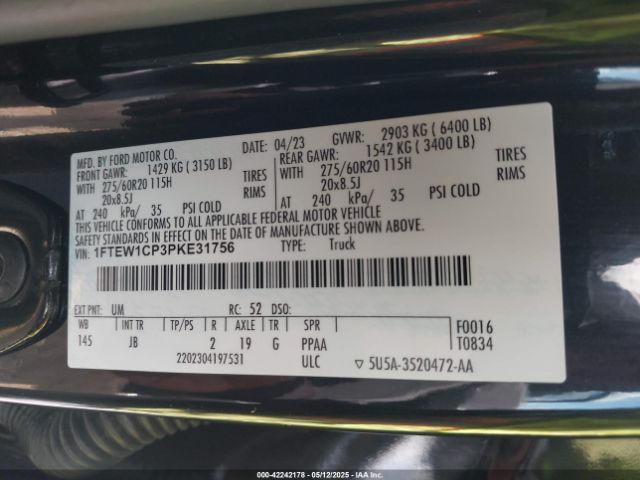 MFD. BY FORD MOTOR CO. DATE: 04/23 GVWR: 2903 KG ( 6400 LB)
FRONT GAWR: 1429 KG ( 3150 LB) REAR GAWR: 1542 KG ( 3400 LB)
WITH 275/60R20 115H TIRES WITH 275/60R20 115H TIRES
20x8.5J RIMS 20x8.5J RIMS
AT 240 kPa/ 35 PSI COLD AT 240 kPa/ 35 PSI COLD
THIS VEHICLE CONFORMS TO ALL APPLICABLE FEDERAL MOTOR VEHICLE
SAFETY STANDARDS IN EFFECT ON THE DATE OF MANUFACTURE SHOWN ABOVE.
VIN: 1FTEW1CP3PKE31756 TYPE: Truck
EXT PNT: UM RC: 52 DSO:
WB INT TR TP/PS R AXLE TR SPR F0016
145 JB 2 19 G PPAA T0834
2202304197531 ULC ▽ 5U5A-3520472-AA
000-42242178 - 05/12/2025 - IAA Inc.